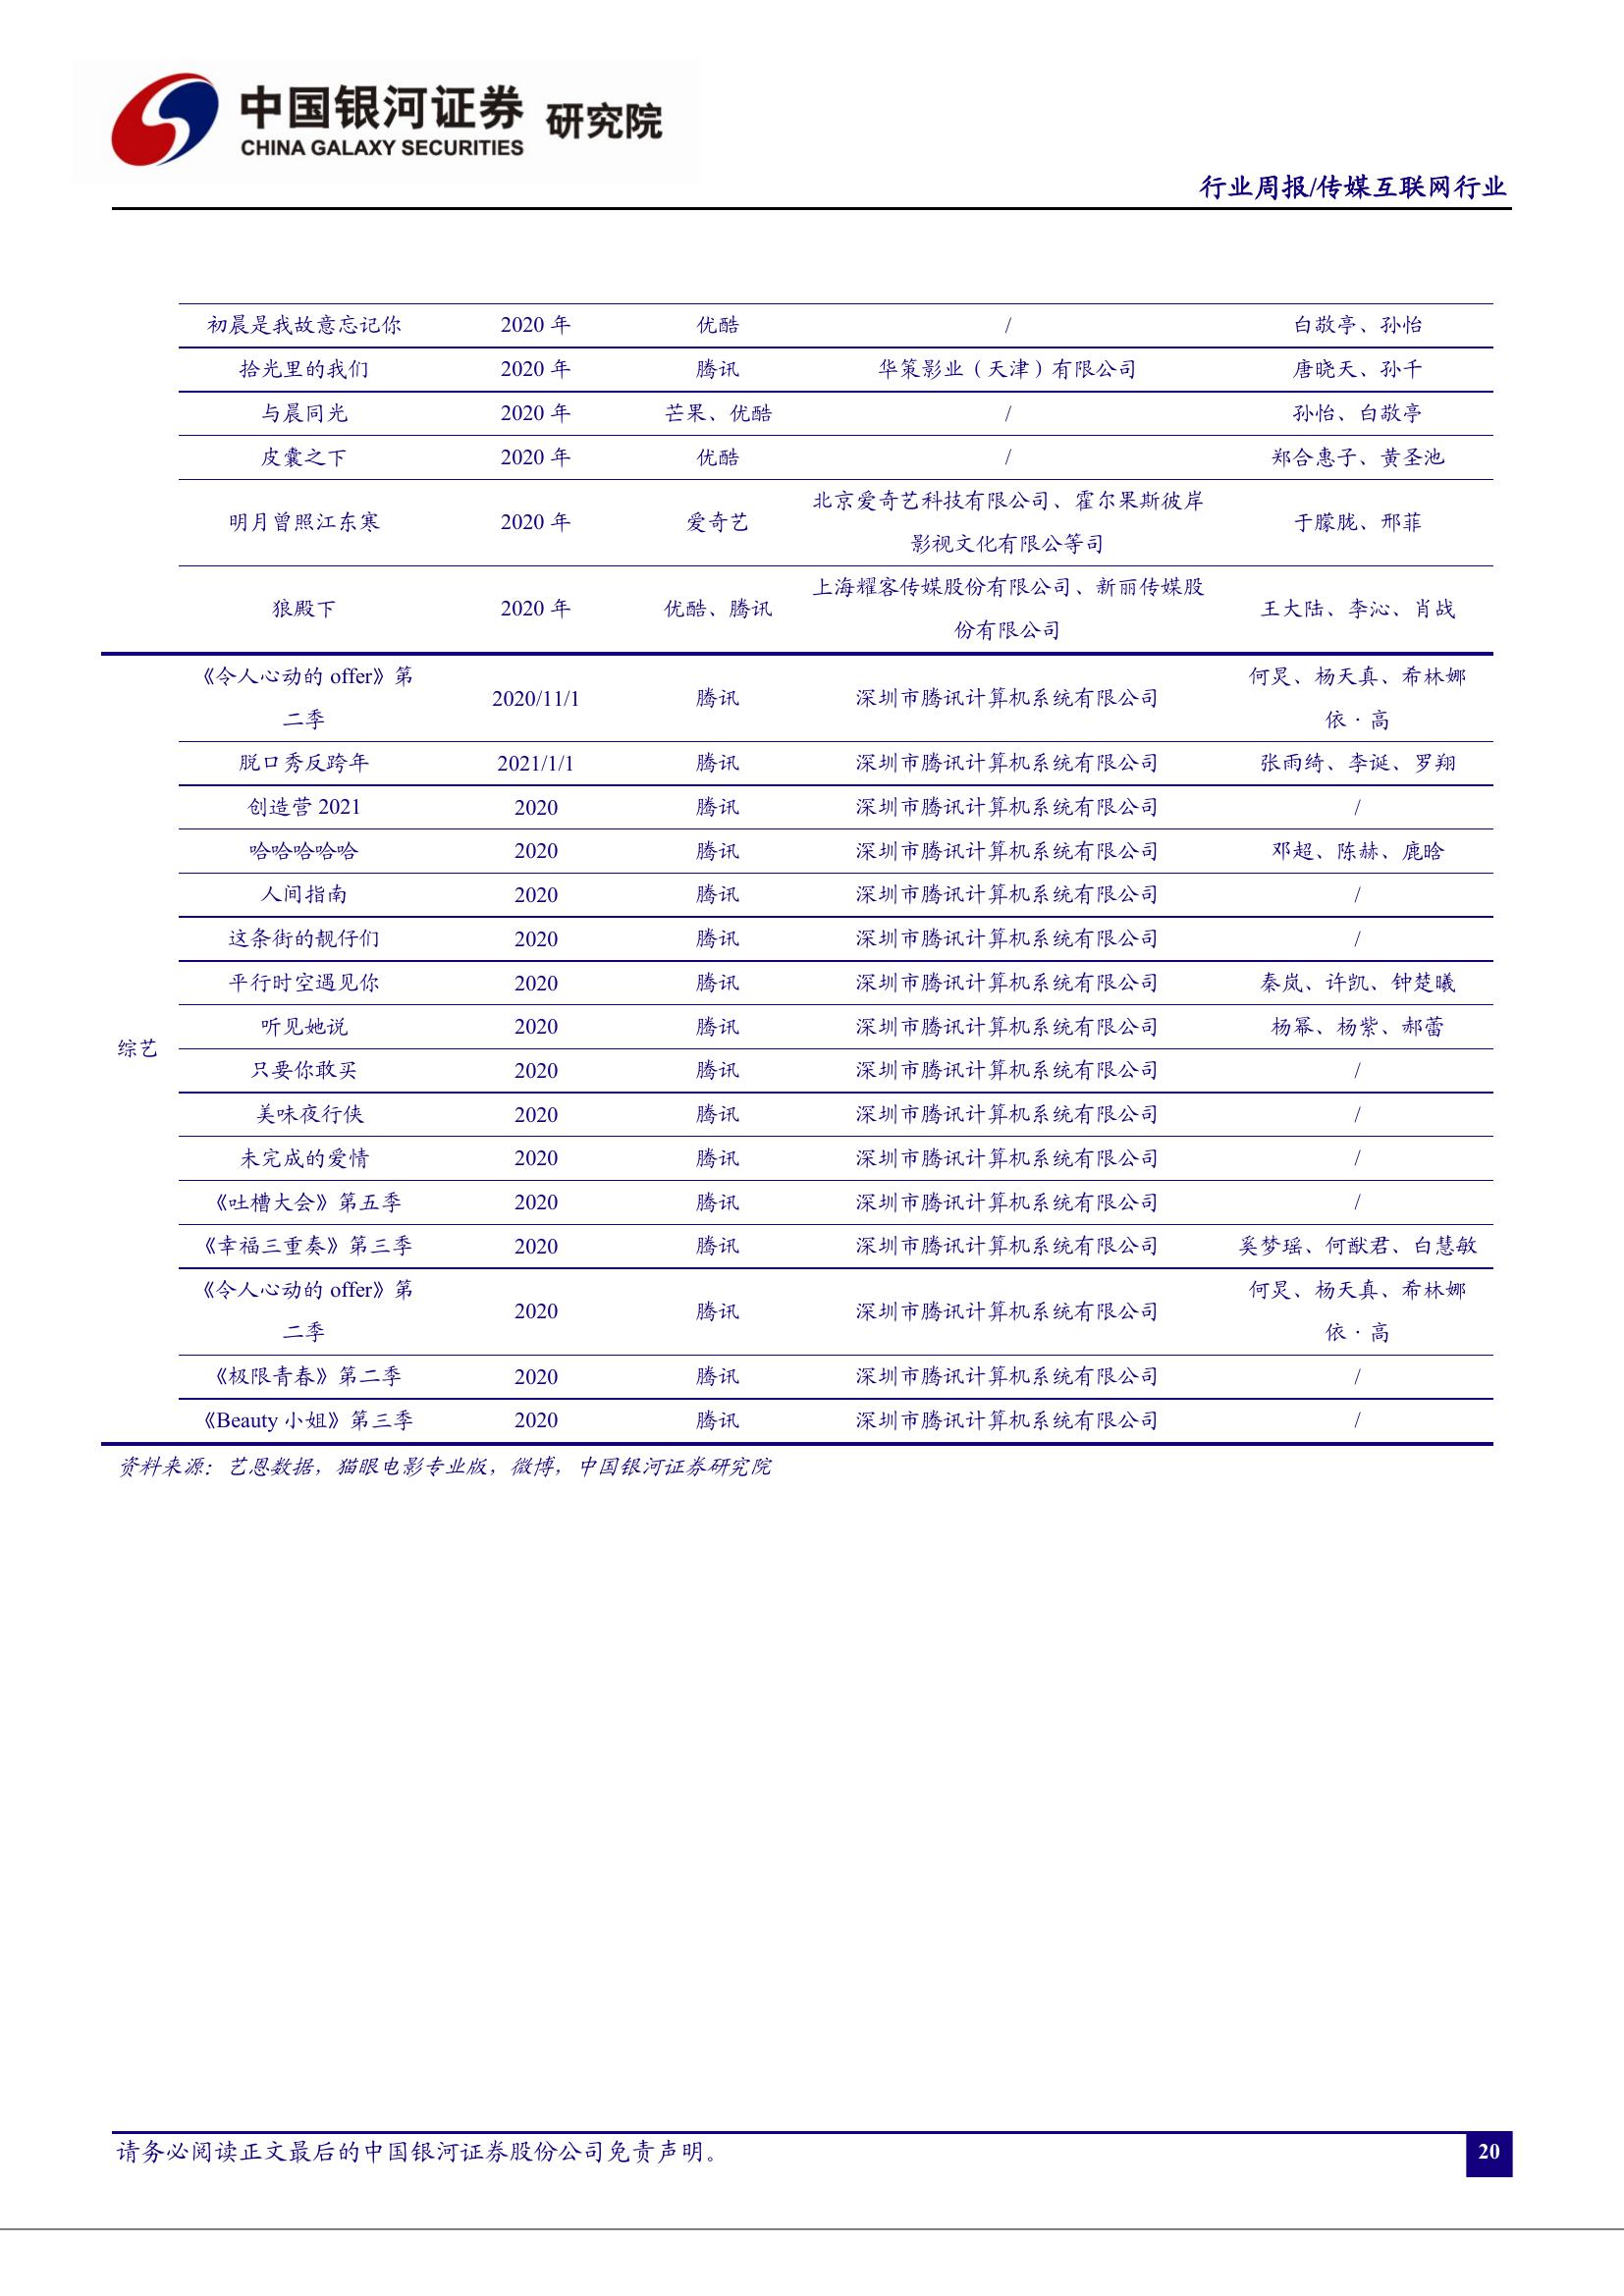 中国银河证券 研究院
CHINA GALAXY SECURITIES
行业周报/传媒互联网行业
初晨是我故意忘记你 2020 年 优酷 / 白敬亭、孙怡
拾光里的我们 2020 年 腾讯 华策影业（天津）有限公司 唐晓天、孙千
与晨同光 2020 年 芒果、优酷 / 孙怡、白敬亭
皮囊之下 2020 年 优酷 / 郑合惠子、黄圣池
明月曾照江东寒 2020 年 爱奇艺 北京爱奇艺科技有限公司、霍尔果斯彼岸
影视文化有限公等司 于朦胧、邢菲
狼殿下 2020 年 优酷、腾讯 上海耀客传媒股份有限公司、新丽传媒股
份有限公司 王大陆、李沁、肖战
综艺
《令人心动的 offer》第
二季 2020/11/1 腾讯 深圳市腾讯计算机系统有限公司 何炅、杨天真、希林娜
依·高
脱口秀反跨年 2021/1/1 腾讯 深圳市腾讯计算机系统有限公司 张雨绮、李诞、罗翔
创造营 2021 2020 腾讯 深圳市腾讯计算机系统有限公司 /
哈哈哈哈哈 2020 腾讯 深圳市腾讯计算机系统有限公司 邓超、陈赫、鹿晗
人间指南 2020 腾讯 深圳市腾讯计算机系统有限公司 /
这条街的靓仔们 2020 腾讯 深圳市腾讯计算机系统有限公司 /
平行时空遇见你 2020 腾讯 深圳市腾讯计算机系统有限公司 秦岚、许凯、钟楚曦
听见她说 2020 腾讯 深圳市腾讯计算机系统有限公司 杨幂、杨紫、郝蕾
只要你敢买 2020 腾讯 深圳市腾讯计算机系统有限公司 /
美味夜行侠 2020 腾讯 深圳市腾讯计算机系统有限公司 /
未完成的爱情 2020 腾讯 深圳市腾讯计算机系统有限公司 /
《吐槽大会》第五季 2020 腾讯 深圳市腾讯计算机系统有限公司 /
《幸福三重奏》第三季 2020 腾讯 深圳市腾讯计算机系统有限公司 奚梦瑶、何猷君、白慧敏
《令人心动的 offer》第
二季 2020 腾讯 深圳市腾讯计算机系统有限公司 何炅、杨天真、希林娜
依·高
《极限青春》第二季 2020 腾讯 深圳市腾讯计算机系统有限公司 /
《Beauty 小姐》第三季 2020 腾讯 深圳市腾讯计算机系统有限公司 /
资料来源：艺恩数据，猫眼电影专业版，微博，中国银河证券研究院
请务必阅读正文最后的中国银河证券股份公司免责声明。
20